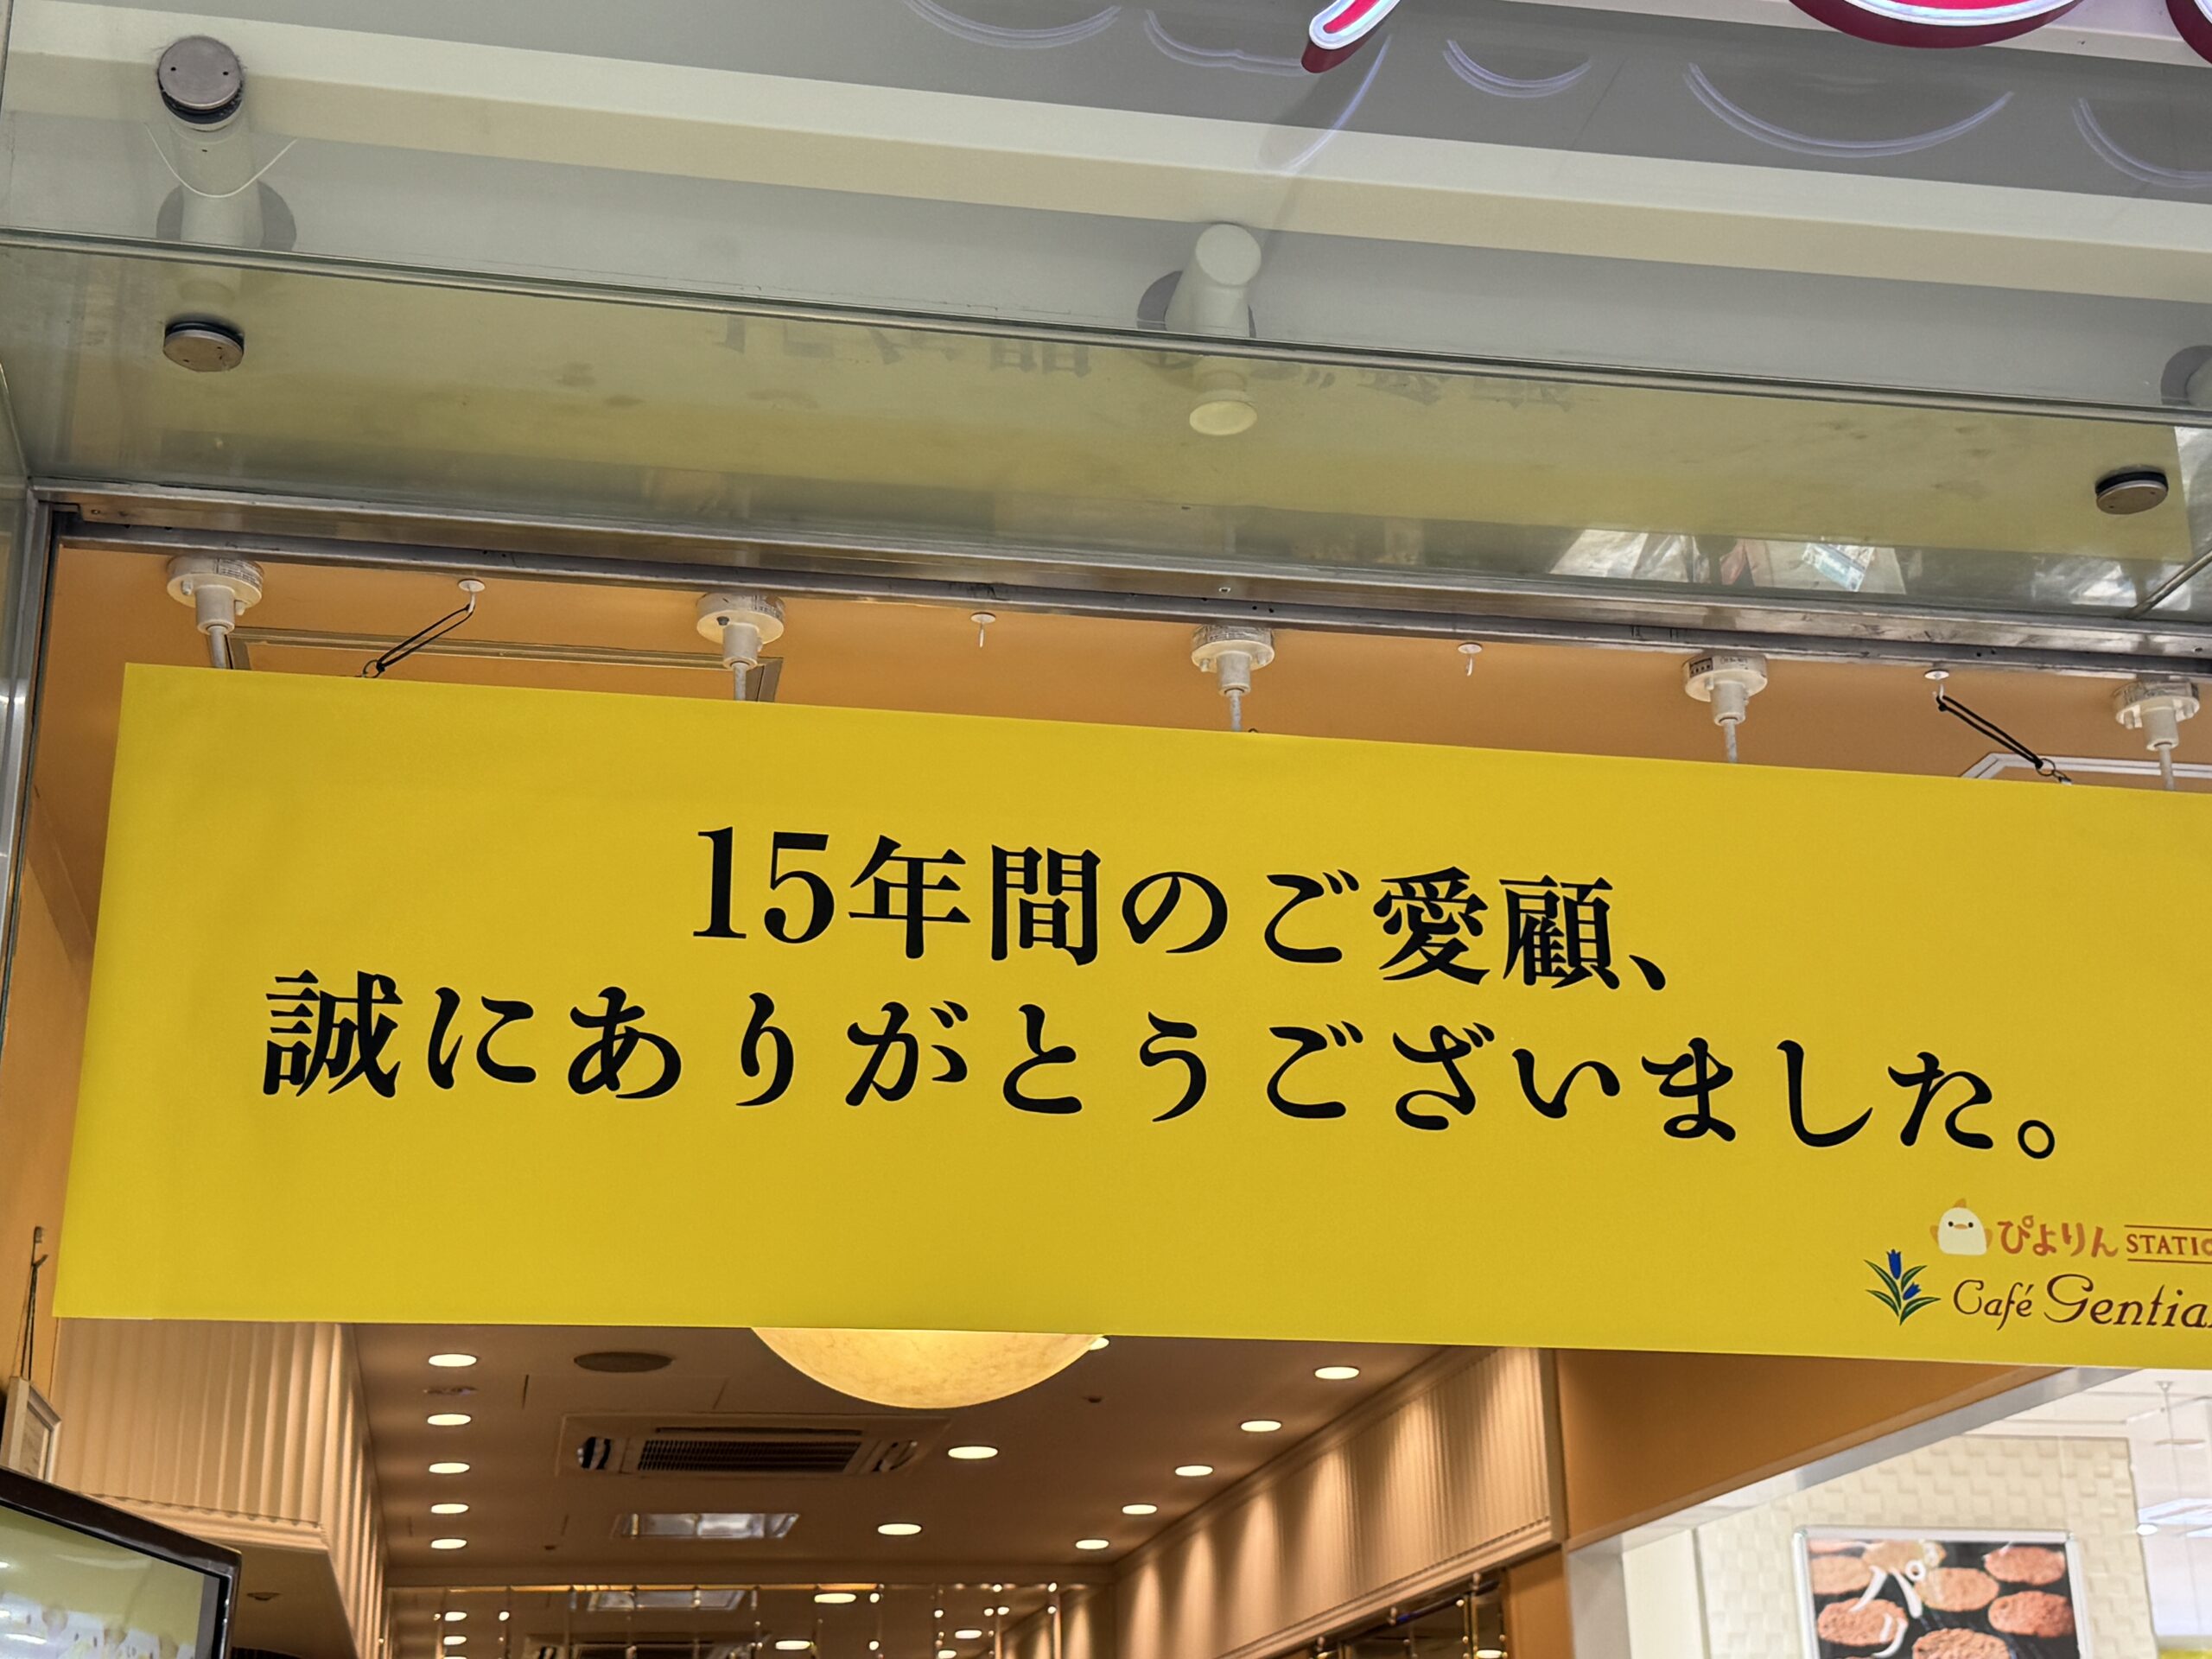 15年間のご愛顧、
誠にありがとうございました。
ぴよりん
Café